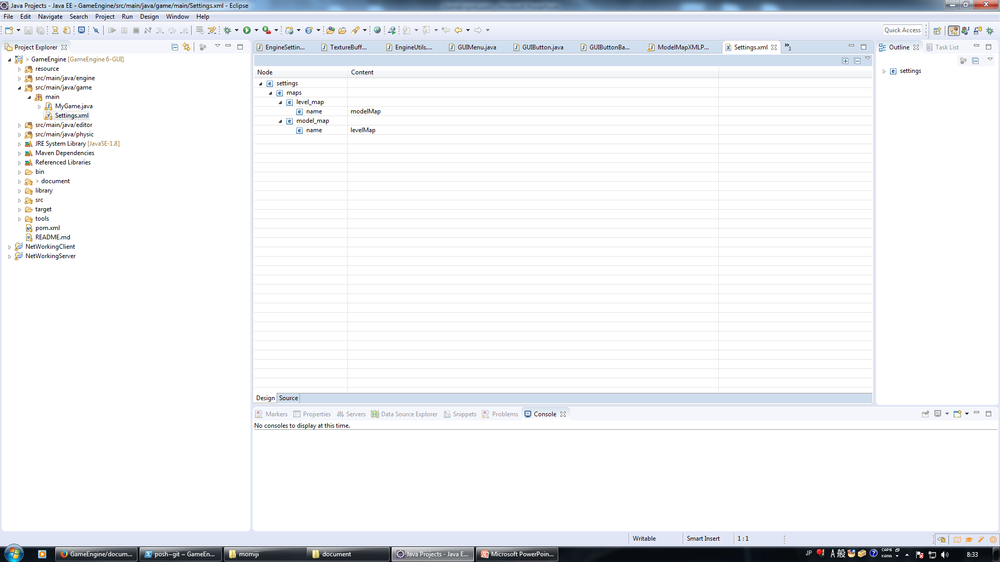 Java Projects - Java EE - GameEngine/src/main/java/game/main/Settings.xml - Eclipse
File Edit Navigate Search Project Run Design Window Help
Quick Access
Project Explorer
> GameEngine [GameEngine 6-GUI]
resource
src/main/java/engine
src/main/java/game
main
MyGame.java
Settings.xml
src/main/java/editor
src/main/java/physic
JRE System Library [JavaSE-1.8]
Maven Dependencies
Referenced Libraries
bin
> document
library
src
target
tools
pom.xml
README.md
NetWorkingClient
NetWorkingServer
EngineSettin... TextureBuff... EngineUtils.... GUIMenu.java GUIButton.java GUIButtonBa... ModelMapXMLP... Settings.xml »3
Node Content
settings
maps
level_map
name modelMap
model_map
name levelMap
Design Source
Outline Task List
settings
Markers Properties Servers Data Source Explorer Snippets Problems Console
No consoles to display at this time.
Writable Smart Insert 1 : 1
GameEngine/docum... posh~git ~ GameEn... momiji document Java Projects - Java E... Microsoft PowerPoin...
JP A 般 CAPS KANA 8:33